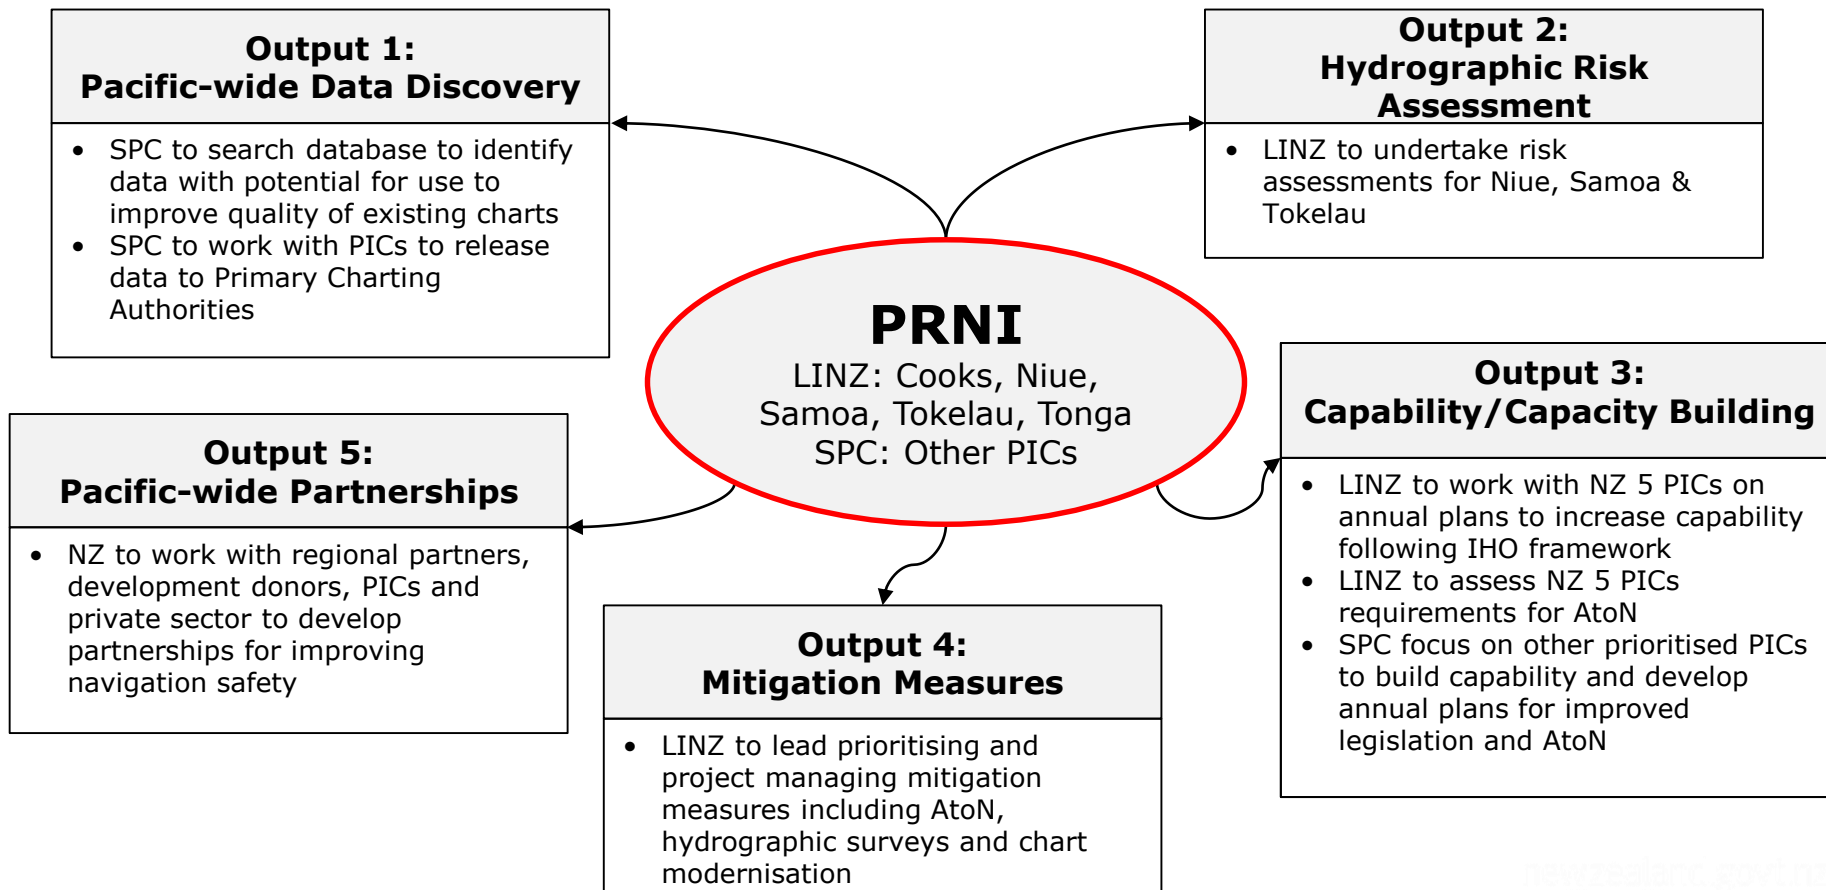 Output 1:
Pacific-wide Data Discovery
• SPC to search database to identify
data with potential for use to
improve quality of existing charts
• SPC to work with PICs to release
data to Primary Charting
Authorities
Output 2:
Hydrographic Risk
Assessment
• LINZ to undertake risk
assessments for Niue, Samoa &
Tokelau
PRNI
LINZ: Cooks, Niue,
Samoa, Tokelau, Tonga
SPC: Other PICs
Output 3:
Capability/Capacity Building
• LINZ to work with NZ 5 PICs on
annual plans to increase capability
following IHO framework
• LINZ to assess NZ 5 PICs
requirements for AtoN
• SPC focus on other prioritised PICs
to build capability and develop
annual plans for improved
legislation and AtoN
Output 5:
Pacific-wide Partnerships
• NZ to work with regional partners,
development donors, PICs and
private sector to develop
partnerships for improving
navigation safety
Output 4:
Mitigation Measures
• LINZ to lead prioritising and
project managing mitigation
measures including AtoN,
hydrographic surveys and chart
modernisation